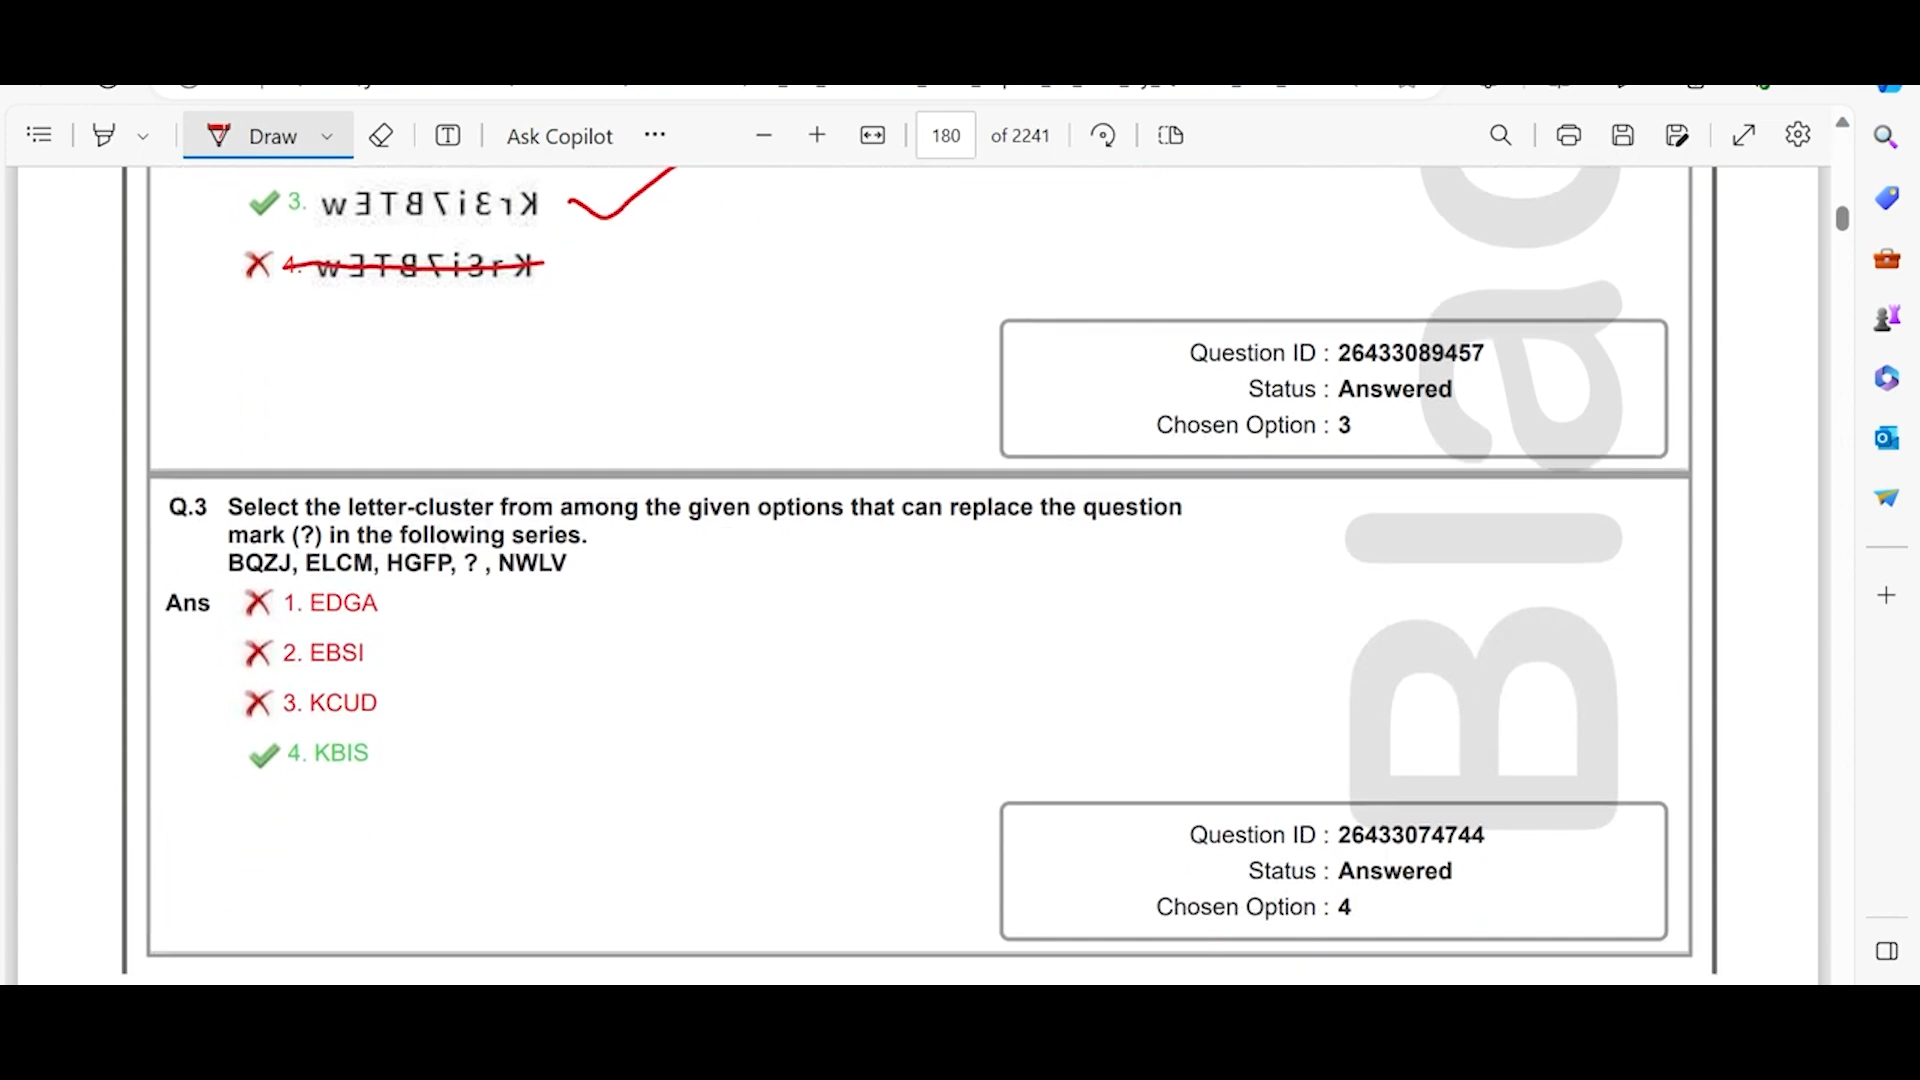 Draw
Ask Copilot
180 of 2241
3. wƎTB7iƐrK
4.
Question ID : 26433089457
Status : Answered
Chosen Option : 3
Q.3 Select the letter-cluster from among the given options that can replace the question
mark (?) in the following series.
BQZJ, ELCM, HGFP, ? , NWLV
Ans 1. EDGA
2. EBSI
3. KCUD
4. KBIS
Question ID : 26433074744
Status : Answered
Chosen Option : 4